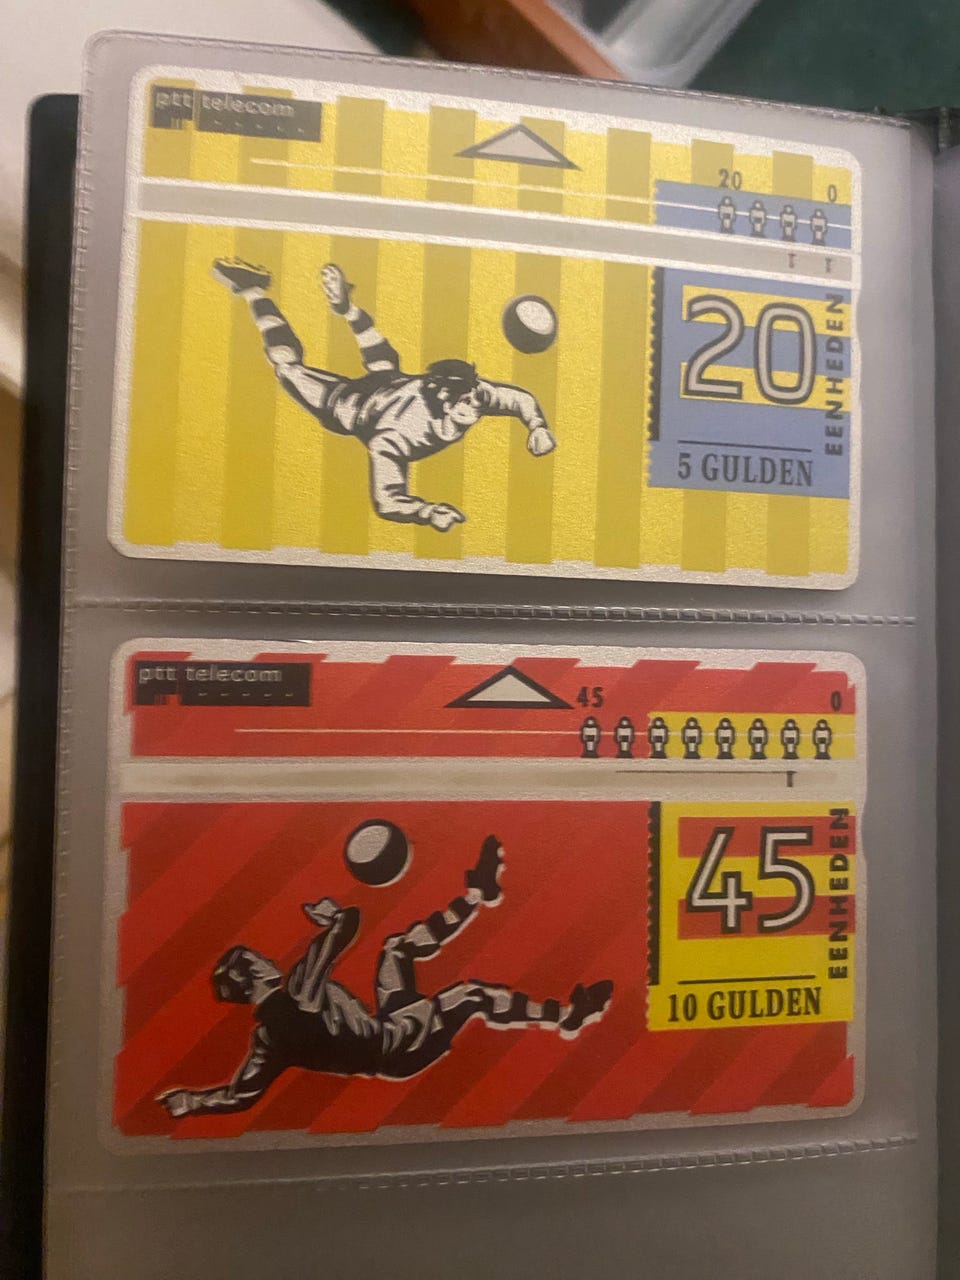 ptt telecom
20 0
20
EENHEDEN
5 GULDEN
ptt telecom
45 0
45
EENHEDEN
10 GULDEN